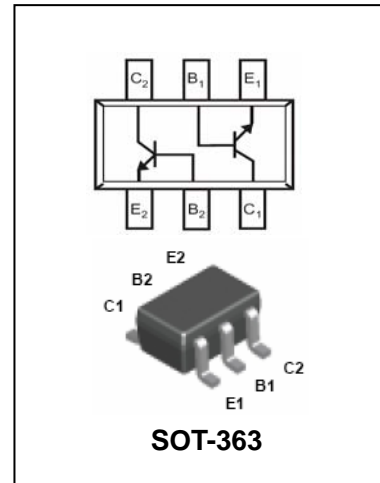 C₂ B₁ E₁
E₂ B₂ C₁
E2
B2
C1
C2
B1
E1
SOT-363